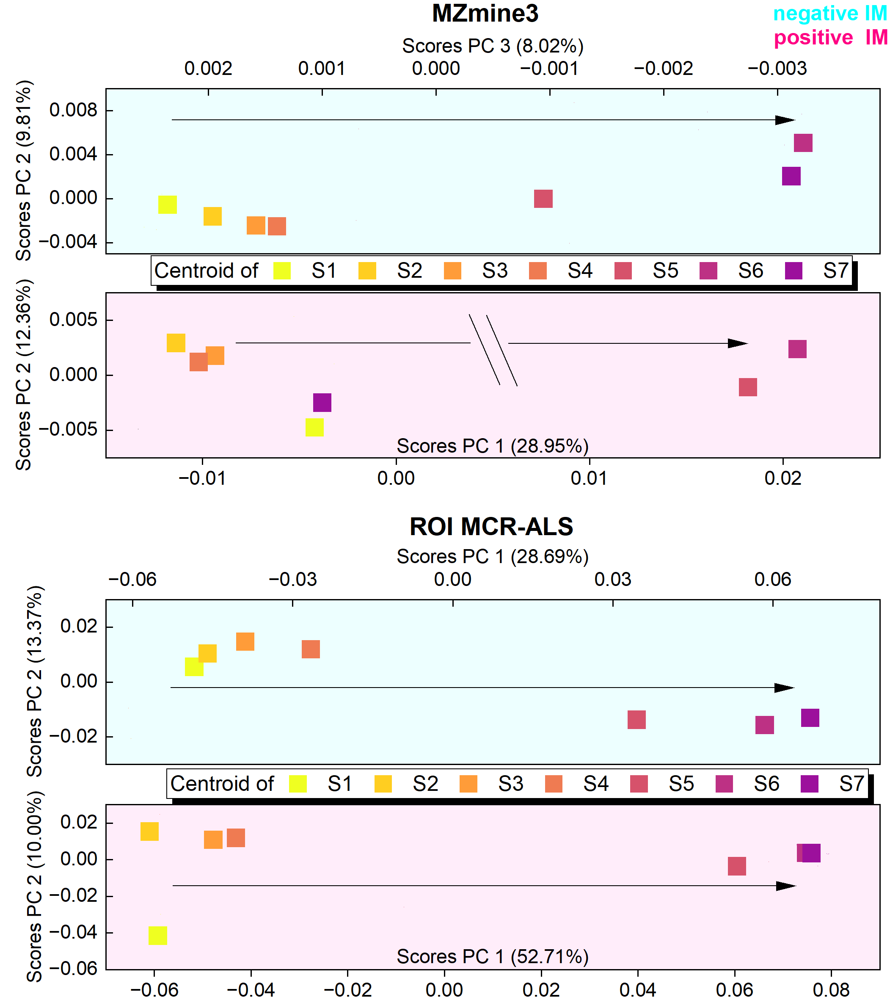 MZmine3
negative IM
positive IM
Scores PC 3 (8.02%)
0.002 0.001 0.000 −0.001 −0.002 −0.003
Scores PC 2 (9.81%)
0.008
0.004
0.000
−0.004
Centroid of S1 S2 S3 S4 S5 S6 S7
Scores PC 2 (12.36%)
0.005
0.000
−0.005
Scores PC 1 (28.95%)
−0.01 0.00 0.01 0.02
ROI MCR-ALS
Scores PC 1 (28.69%)
−0.06 −0.03 0.00 0.03 0.06
Scores PC 2 (13.37%)
0.02
0.00
−0.02
Centroid of S1 S2 S3 S4 S5 S6 S7
Scores PC 2 (10.00%)
0.02
0.00
−0.02
−0.04
−0.06
Scores PC 1 (52.71%)
−0.06 −0.04 −0.02 0.00 0.02 0.04 0.06 0.08